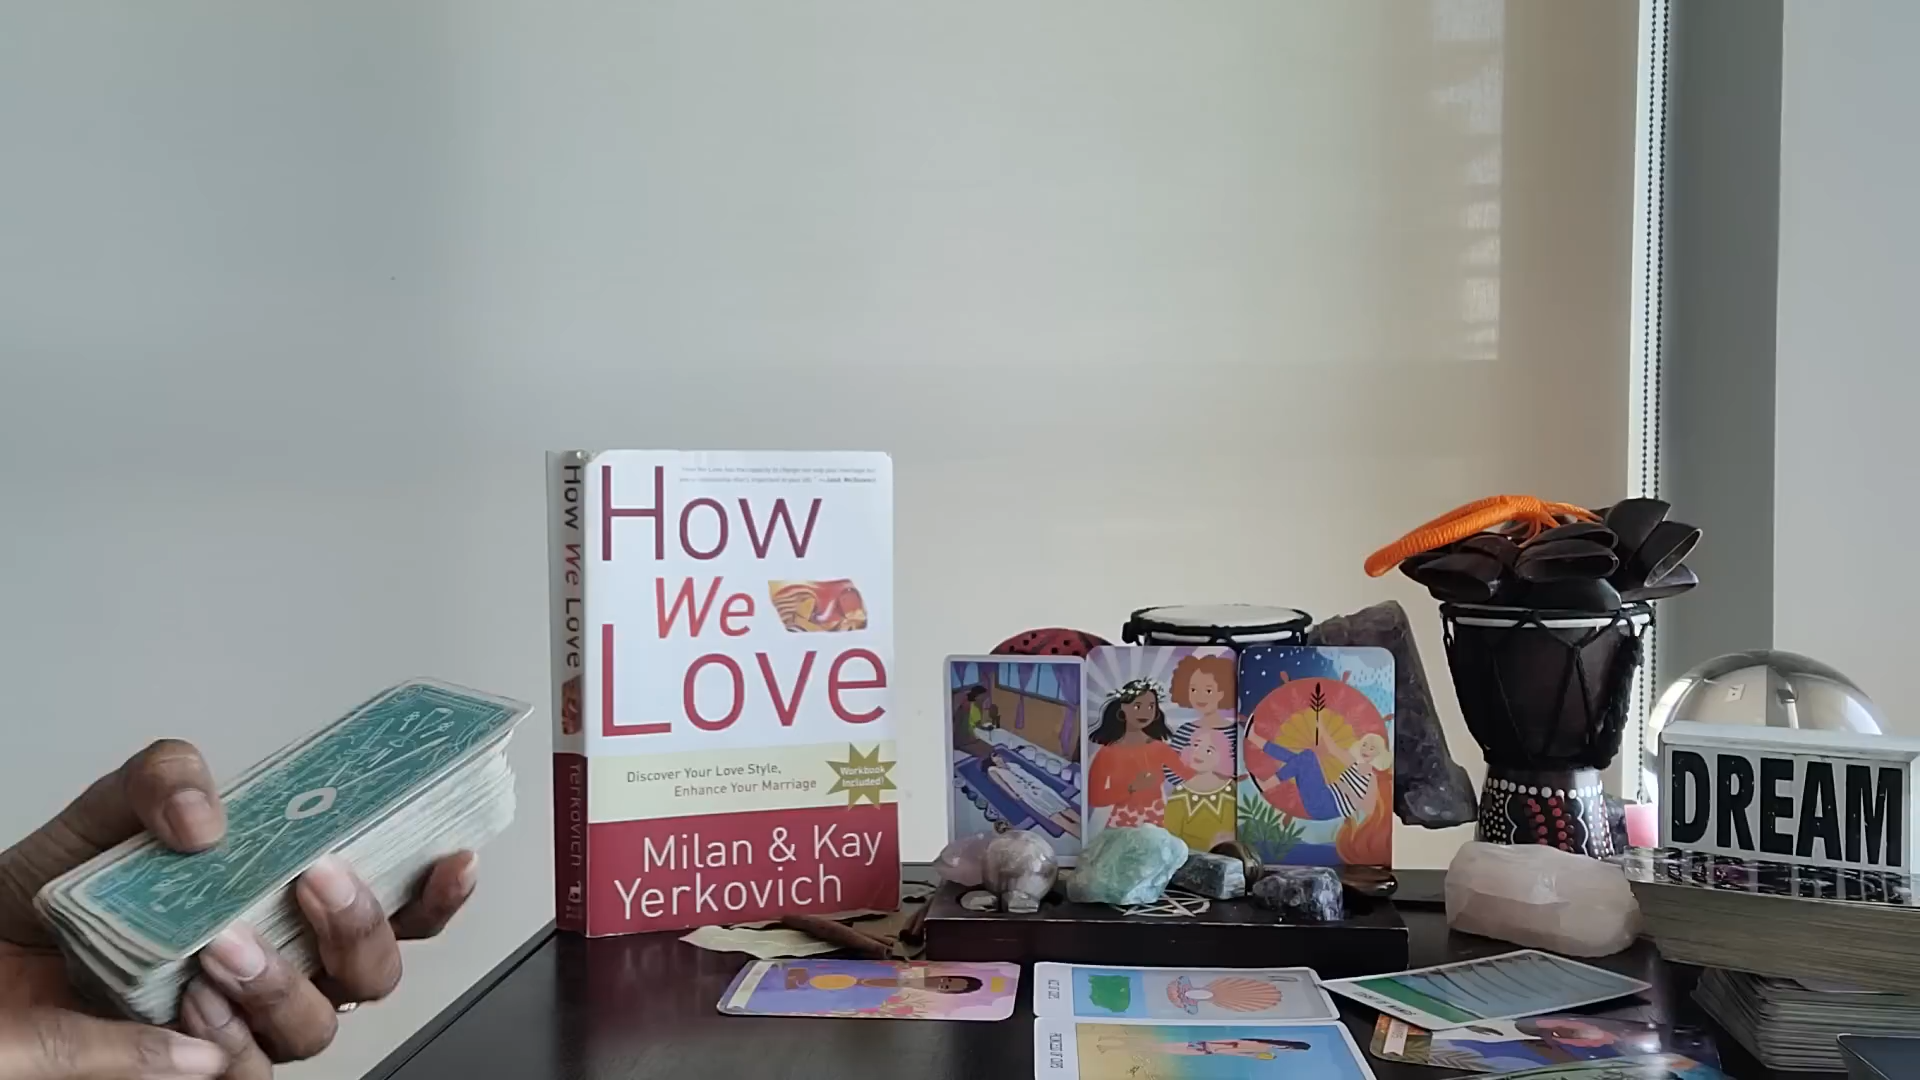 How
We
Love
Discover Your Love Style,
Enhance Your Marriage
Workbook
Included!
Milan & Kay
Yerkovich
How We Love
Yerkovich
DREAM